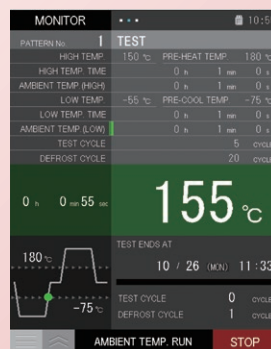 MONITOR ••• 10:5
PATTERN No. 1 TEST
HIGH TEMP. 150 °C PRE-HEAT TEMP. 180 °C
HIGH TEMP. TIME 0 h 1 min 0 s
AMBIENT TEMP.(HIGH) 0 h 1 min 0 s
LOW TEMP. -55 °C PRE-COOL TEMP. -75 °C
LOW TEMP. TIME 0 h 1 min 0 s
AMBIENT TEMP.(LOW) 0 h 1 min 0 s
TEST CYCLE 5 CYCLE
DEFROST CYCLE 20 CYCLE
0 h 0 min 55 sec 155 °C
TEST ENDS AT
10 / 26 (MON) 11:33
180 °C
-75 °C
TEST CYCLE 0 CYCLE
DEFROST CYCLE 1 CYCLE
AMBIENT TEMP. RUN STOP